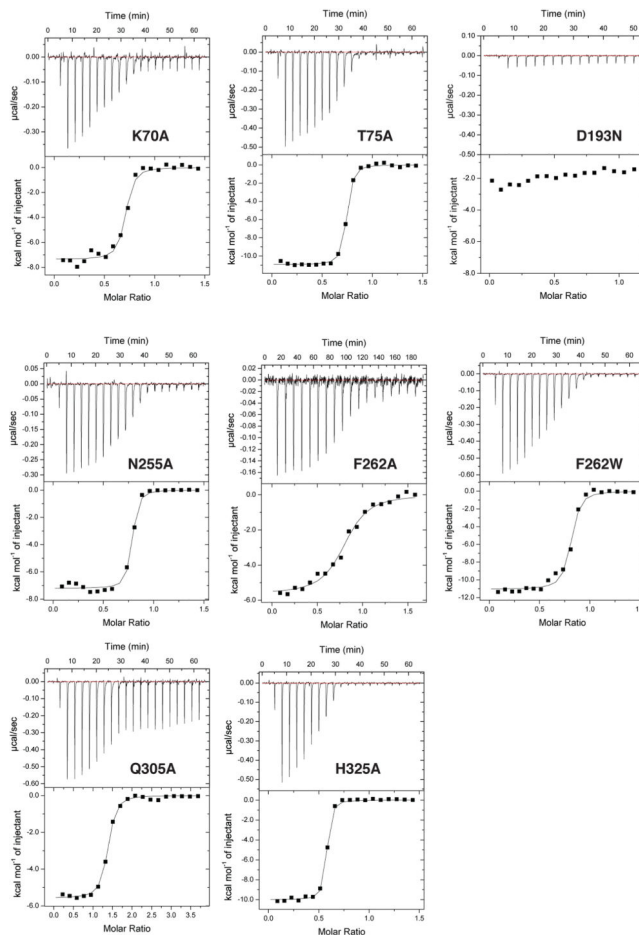 Time (min)
0 10 20 30 40 50 60
0.00
-0.10
-0.20
-0.30
µcal/sec
K70A
0.0
-2.0
-4.0
-6.0
-8.0
kcal mol⁻¹ of injectant
0.0 0.5 1.0 1.5
Molar Ratio
Time (min)
0 10 20 30 40 50 60
0.10
0.00
-0.10
-0.20
-0.30
-0.40
-0.50
µcal/sec
T75A
0.0
-2.0
-4.0
-6.0
-8.0
-10.0
kcal mol⁻¹ of injectant
0.0 0.5 1.0 1.5
Molar Ratio
Time (min)
0 10 20 30 40 50
0.10
0.00
-0.10
-0.20
-0.30
-0.40
-0.50
µcal/sec
D193N
0.0
-2.0
-4.0
-6.0
-8.0
kcal mol⁻¹ of injectant
0.0 0.5 1.0
Molar Ratio
Time (min)
0 10 20 30 40 50 60
0.05
0.00
-0.05
-0.10
-0.15
-0.20
-0.25
-0.30
µcal/sec
N255A
0.0
-2.0
-4.0
-6.0
-8.0
kcal mol⁻¹ of injectant
0.0 0.5 1.0 1.5
Molar Ratio
Time (min)
0 20 40 60 80 100 120 140 160 180
0.02
0.00
-0.02
-0.04
-0.06
-0.08
-0.10
-0.12
-0.14
-0.16
µcal/sec
F262A
0.0
-2.0
-4.0
-6.0
kcal mol⁻¹ of injectant
0.0 0.5 1.0 1.5
Molar Ratio
Time (min)
0 10 20 30 40 50 60
0.00
-0.10
-0.20
-0.30
-0.40
-0.50
-0.60
µcal/sec
F262W
0.0
-2.0
-4.0
-6.0
-8.0
-10.0
-12.0
kcal mol⁻¹ of injectant
0.0 0.5 1.0 1.5
Molar Ratio
Time (min)
0 10 20 30 40 50 60
0.10
0.00
-0.10
-0.20
-0.30
-0.40
-0.50
-0.60
µcal/sec
Q305A
0.0
-2.0
-4.0
-6.0
kcal mol⁻¹ of injectant
0.0 0.5 1.0 1.5 2.0 2.5 3.0 3.5
Molar Ratio
Time (min)
0 10 20 30 40 50 60
0.00
-0.10
-0.20
-0.30
-0.40
-0.50
µcal/sec
H325A
0.0
-2.0
-4.0
-6.0
-8.0
-10.0
kcal mol⁻¹ of injectant
0.0 0.5 1.0 1.5
Molar Ratio